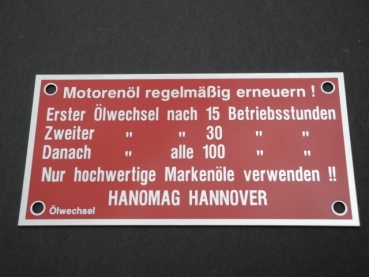 Motorenöl regelmäßig erneuern !
Erster Ölwechsel nach 15 Betriebsstunden
Zweiter " " 30 " "
Danach " alle 100 " "
Nur hochwertige Markenöle verwenden !!
HANOMAG HANNOVER
Ölwechsel